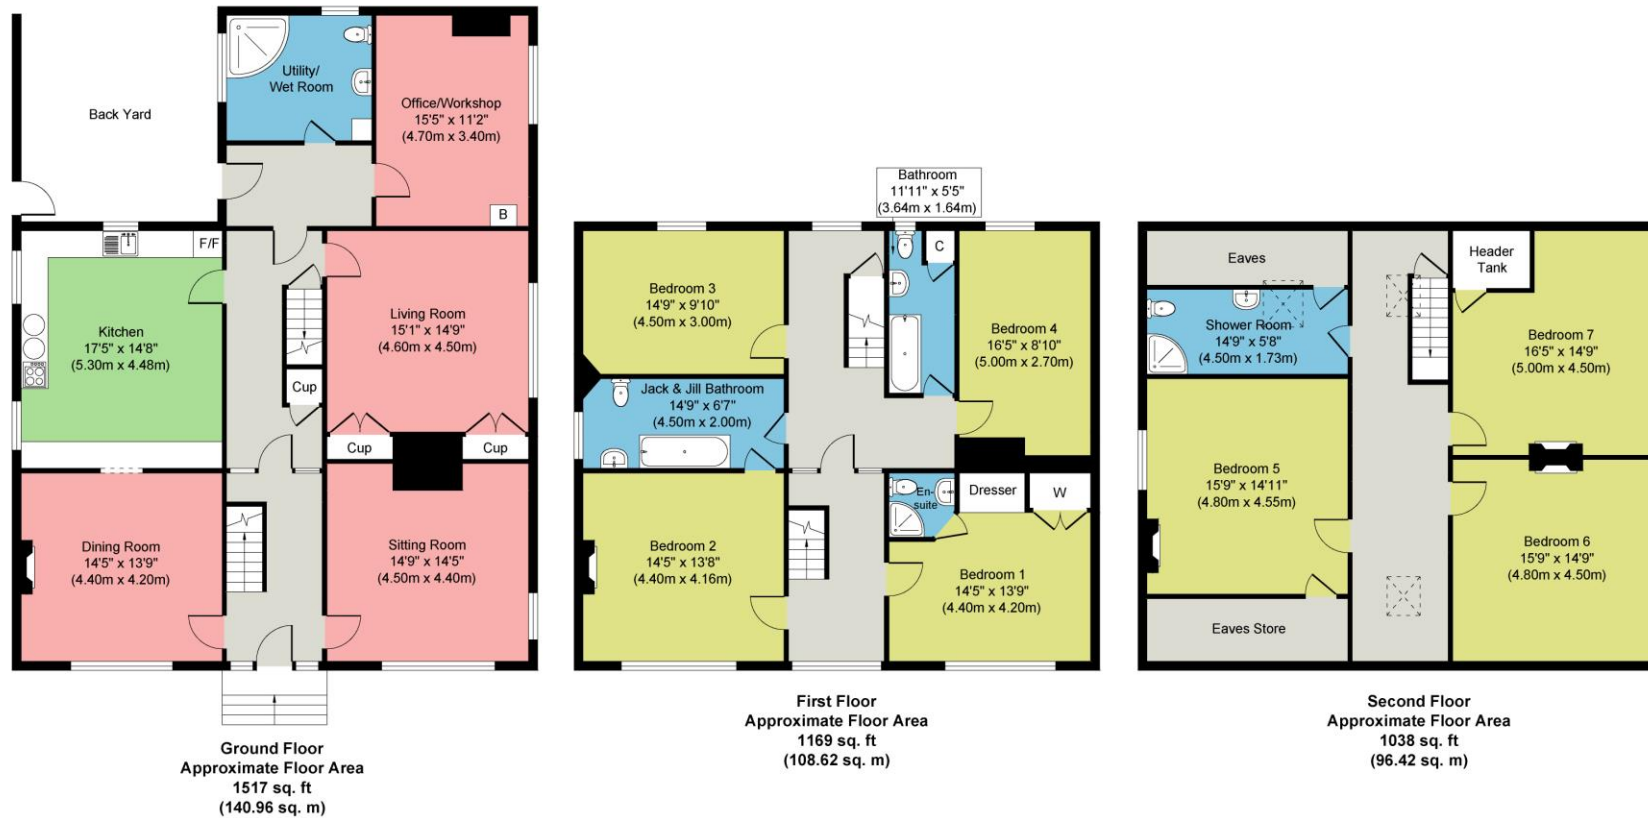 Back Yard
Utility/
Wet Room
Office/Workshop
15'5" x 11'2"
(4.70m x 3.40m)
B
F/F
Kitchen
17'5" x 14'8"
(5.30m x 4.48m)
Living Room
15'1" x 14'9"
(4.60m x 4.50m)
Cup
Cup
Cup
Dining Room
14'5" x 13'9"
(4.40m x 4.20m)
Sitting Room
14'9" x 14'5"
(4.50m x 4.40m)
Ground Floor
Approximate Floor Area
1517 sq. ft
(140.96 sq. m)
Bathroom
11'11" x 5'5"
(3.64m x 1.64m)
C
Bedroom 3
14'9" x 9'10"
(4.50m x 3.00m)
Bedroom 4
16'5" x 8'10"
(5.00m x 2.70m)
Jack & Jill Bathroom
14'9" x 6'7"
(4.50m x 2.00m)
En-
suite
Dresser
W
Bedroom 2
14'5" x 13'8"
(4.40m x 4.16m)
Bedroom 1
14'5" x 13'9"
(4.40m x 4.20m)
First Floor
Approximate Floor Area
1169 sq. ft
(108.62 sq. m)
Eaves
Header
Tank
Shower Room
14'9" x 5'8"
(4.50m x 1.73m)
Bedroom 7
16'5" x 14'9"
(5.00m x 4.50m)
Bedroom 5
15'9" x 14'11"
(4.80m x 4.55m)
Bedroom 6
15'9" x 14'9"
(4.80m x 4.50m)
Eaves Store
Second Floor
Approximate Floor Area
1038 sq. ft
(96.42 sq. m)